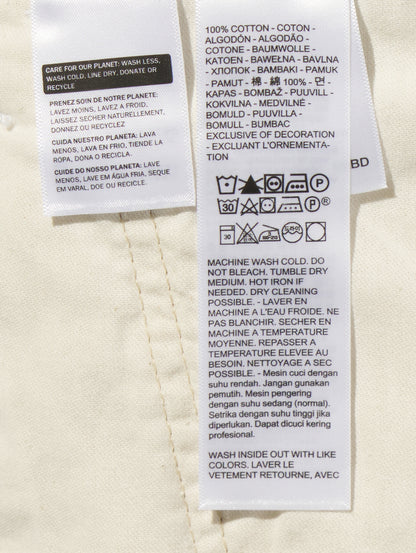 CARE FOR OUR PLANET: WASH LESS,
WASH COLD, LINE DRY, DONATE OR
RECYCLE
PRENEZ SOIN DE NOTRE PLANETE:
LAVEZ MOINS, LAVEZ A FROID,
LAISSEZ SECHER NATURELLEMENT,
DONNEZ OU RECYCLEZ
CUIDA NUESTRO PLANETA: LAVA
MENOS, LAVA EN FRIO, TIENDE LA
ROPA, DONA O RECICLA.
CUIDE DO NOSSO PLANETA: LAVE
MENOS, LAVE EM ÁGUA FRIA, SEQUE
EM VARAL, DOE OU RECICLE.
100% COTTON - COTON -
ALGODÓN - ALGODÃO -
COTONE - BAUMWOLLE -
KATOEN - BAWEŁNA - BAVLNA
- ХЛОПОК - BAMBAKI - PAMUK
- PAMUT - 棉 - 綿 100% - 면 -
KAPAS - BOMBAŽ - PUUVILL -
KOKVILNA - MEDVILNĖ -
BOMULD - PUUVILLA -
BOMULL - BUMBAC
EXCLUSIVE OF DECORATION
- EXCLUANT L'ORNEMENTA-
TION
BD
P
30 P ®
30
MACHINE WASH COLD. DO
NOT BLEACH. TUMBLE DRY
MEDIUM. HOT IRON IF
NEEDED. DRY CLEANING
POSSIBLE. - LAVER EN
MACHINE A L'EAU FROIDE. NE
PAS BLANCHIR. SECHER EN
MACHINE A TEMPERATURE
MOYENNE. REPASSER A
TEMPERATURE ELEVEE AU
BESOIN. NETTOYAGE A SEC
POSSIBLE. - Mesin cuci dengan
suhu rendah. Jangan gunakan
pemutih. Mesin pengering
dengan suhu sedang (normal).
Setrika dengan suhu tinggi jika
diperlukan. Dapat dicuci kering
profesional.
WASH INSIDE OUT WITH LIKE
COLORS. LAVER LE
VETEMENT RETOURNE, AVEC